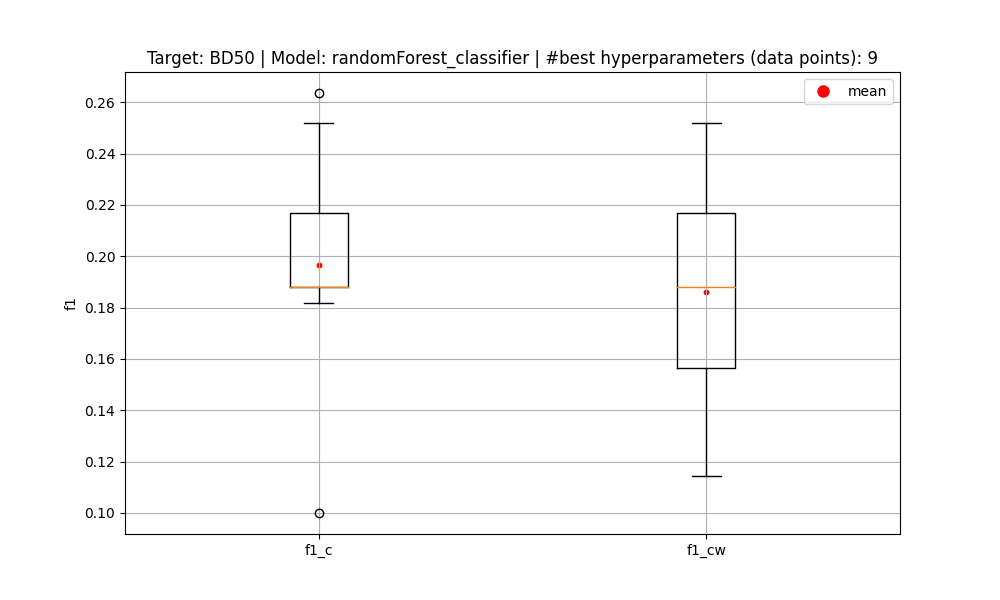 Target: BD50 | Model: randomForest_classifier | #best hyperparameters (data points): 9
mean
0.26
0.24
0.22
0.20
0.18
0.16
0.14
0.12
0.10
f1
f1_c
f1_cw